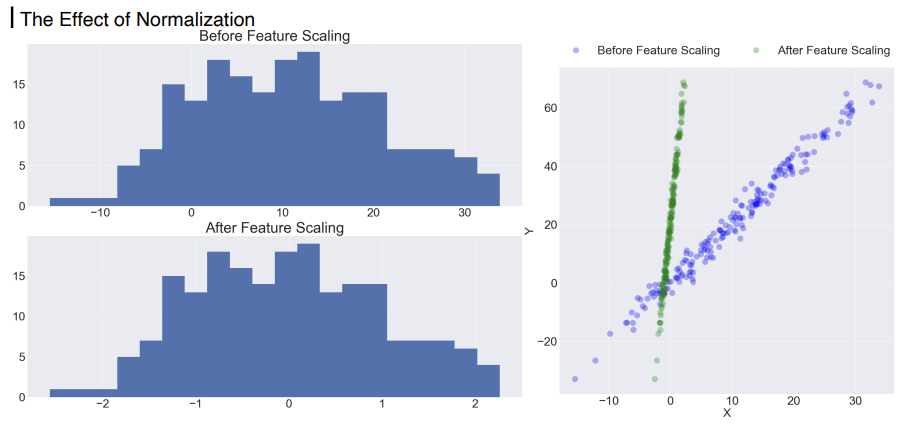 The Effect of Normalization
Before Feature Scaling
15
10
5
0
−10 0 10 20 30
After Feature Scaling
15
10
5
0
−2 −1 0 1 2
Before Feature Scaling After Feature Scaling
60
40
20
0
−20
Y
−10 0 10 20 30
X